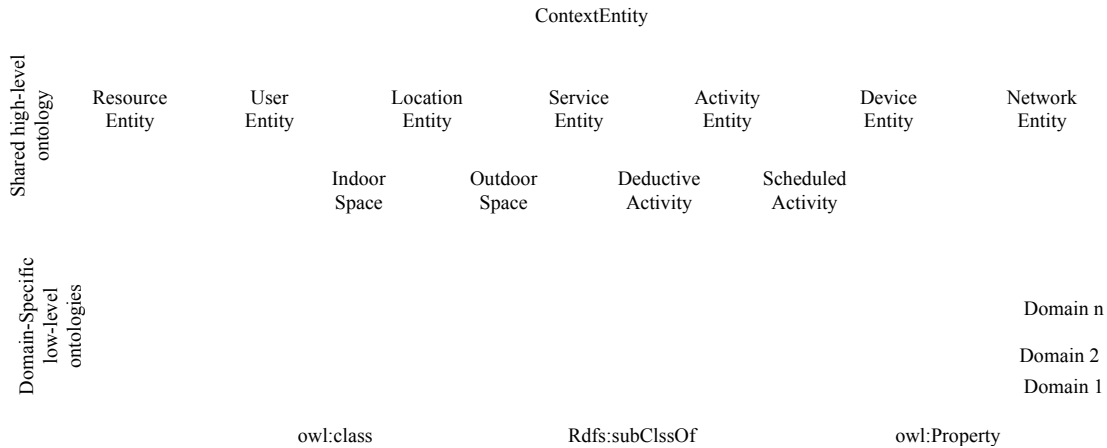 ContextEntity
Shared high-level
ontology
Resource
Entity
User
Entity
Location
Entity
Service
Entity
Activity
Entity
Device
Entity
Network
Entity
Indoor
Space
Outdoor
Space
Deductive
Activity
Scheduled
Activity
Domain-Specific
low-level
ontologies
Domain n
Domain 2
Domain 1
owl:class
Rdfs:subClssOf
owl:Property